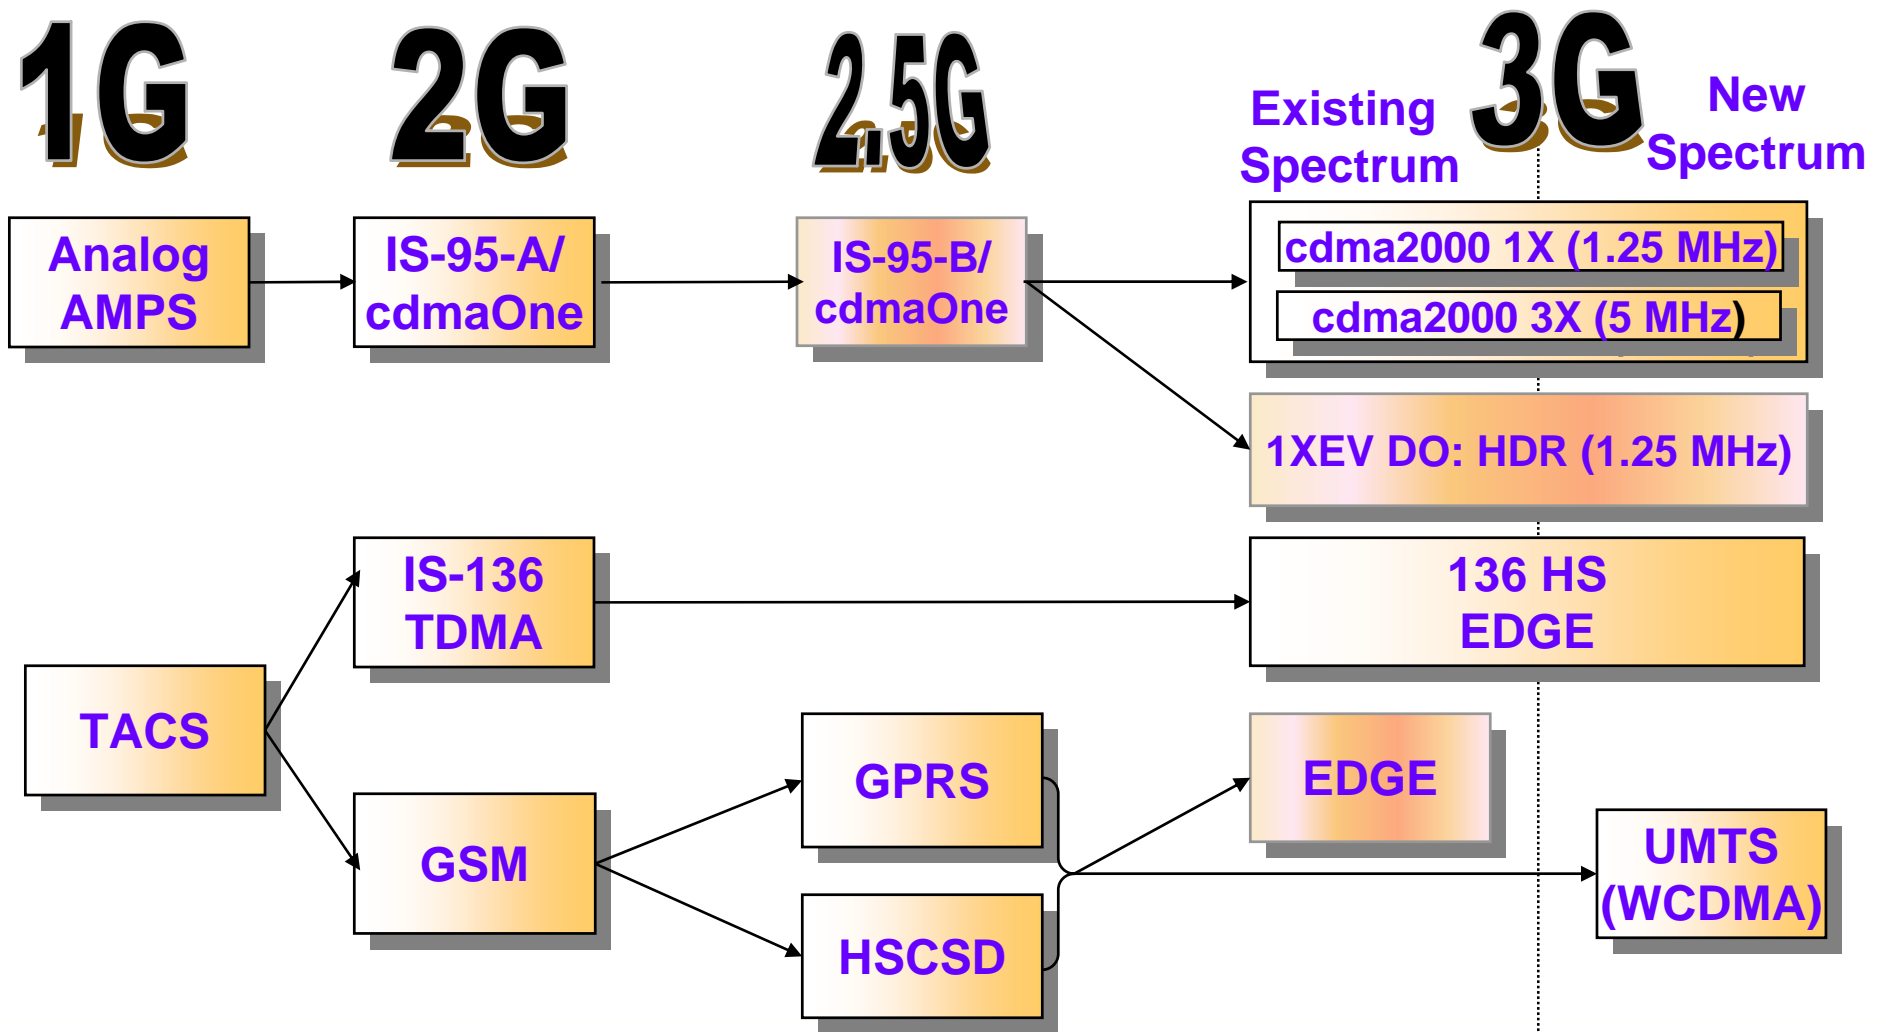 1G
2G
2.5G
3G
Existing
Spectrum
New
Spectrum
Analog
AMPS
IS-95-A/
cdmaOne
IS-95-B/
cdmaOne
cdma2000 1X (1.25 MHz)
cdma2000 3X (5 MHz)
1XEV DO: HDR (1.25 MHz)
IS-136
TDMA
136 HS
EDGE
TACS
GSM
GPRS
HSCSD
EDGE
UMTS
(WCDMA)